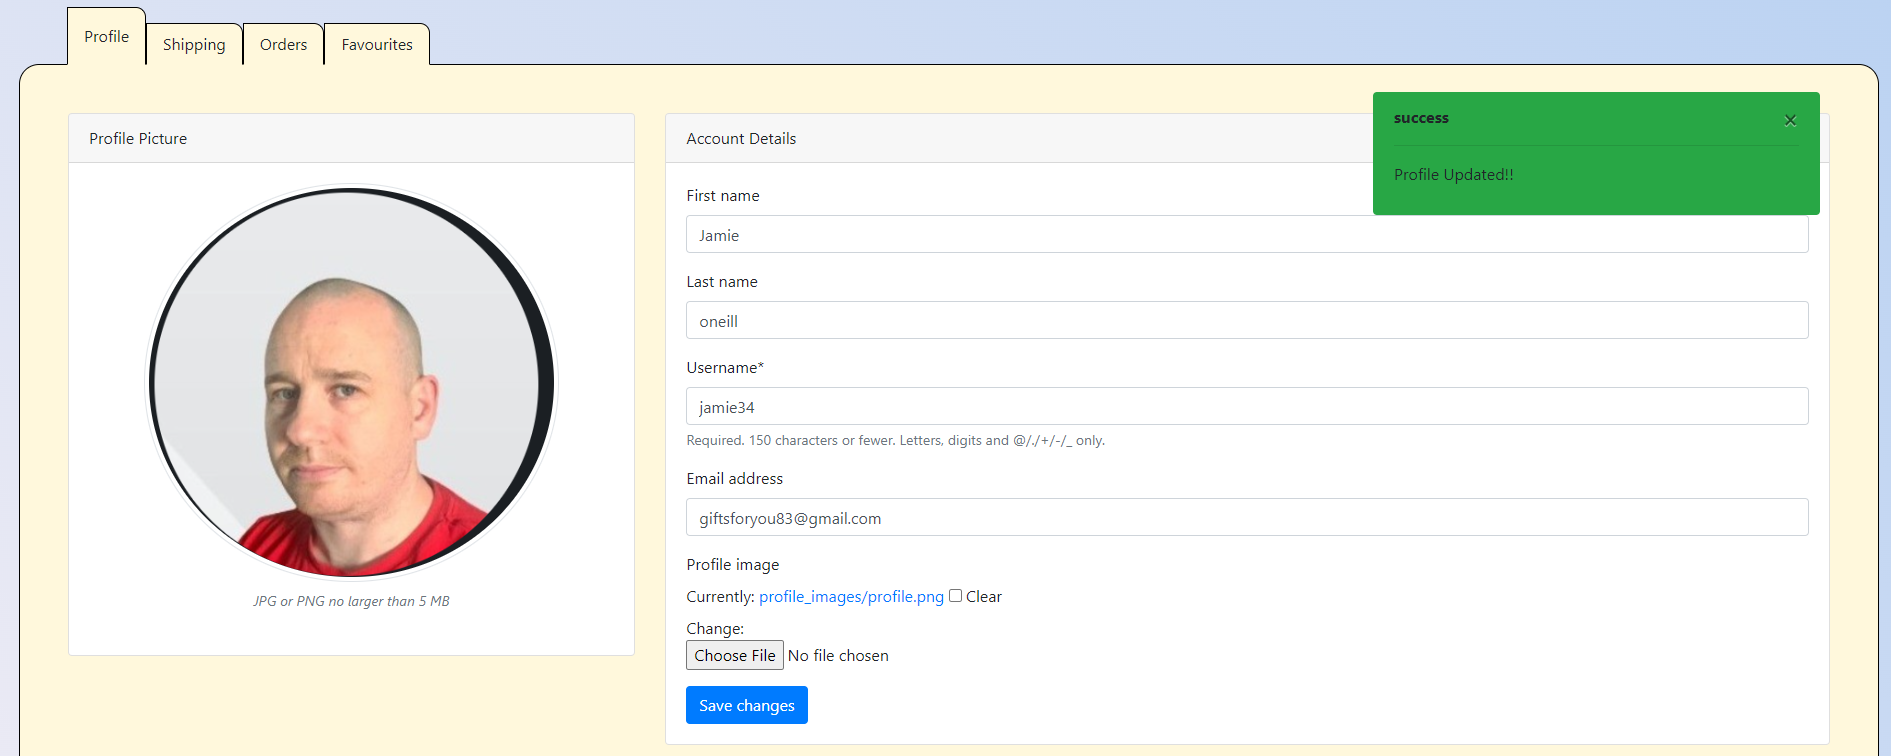 Profile
Shipping
Orders
Favourites
Profile Picture
JPG or PNG no larger than 5 MB
Account Details
success
×
Profile Updated!!
First name
Jamie
Last name
oneill
Username*
jamie34
Required. 150 characters or fewer. Letters, digits and @/./+/-/_ only.
Email address
giftsforyou83@gmail.com
Profile image
Currently: profile_images/profile.png Clear
Change:
Choose File No file chosen
Save changes